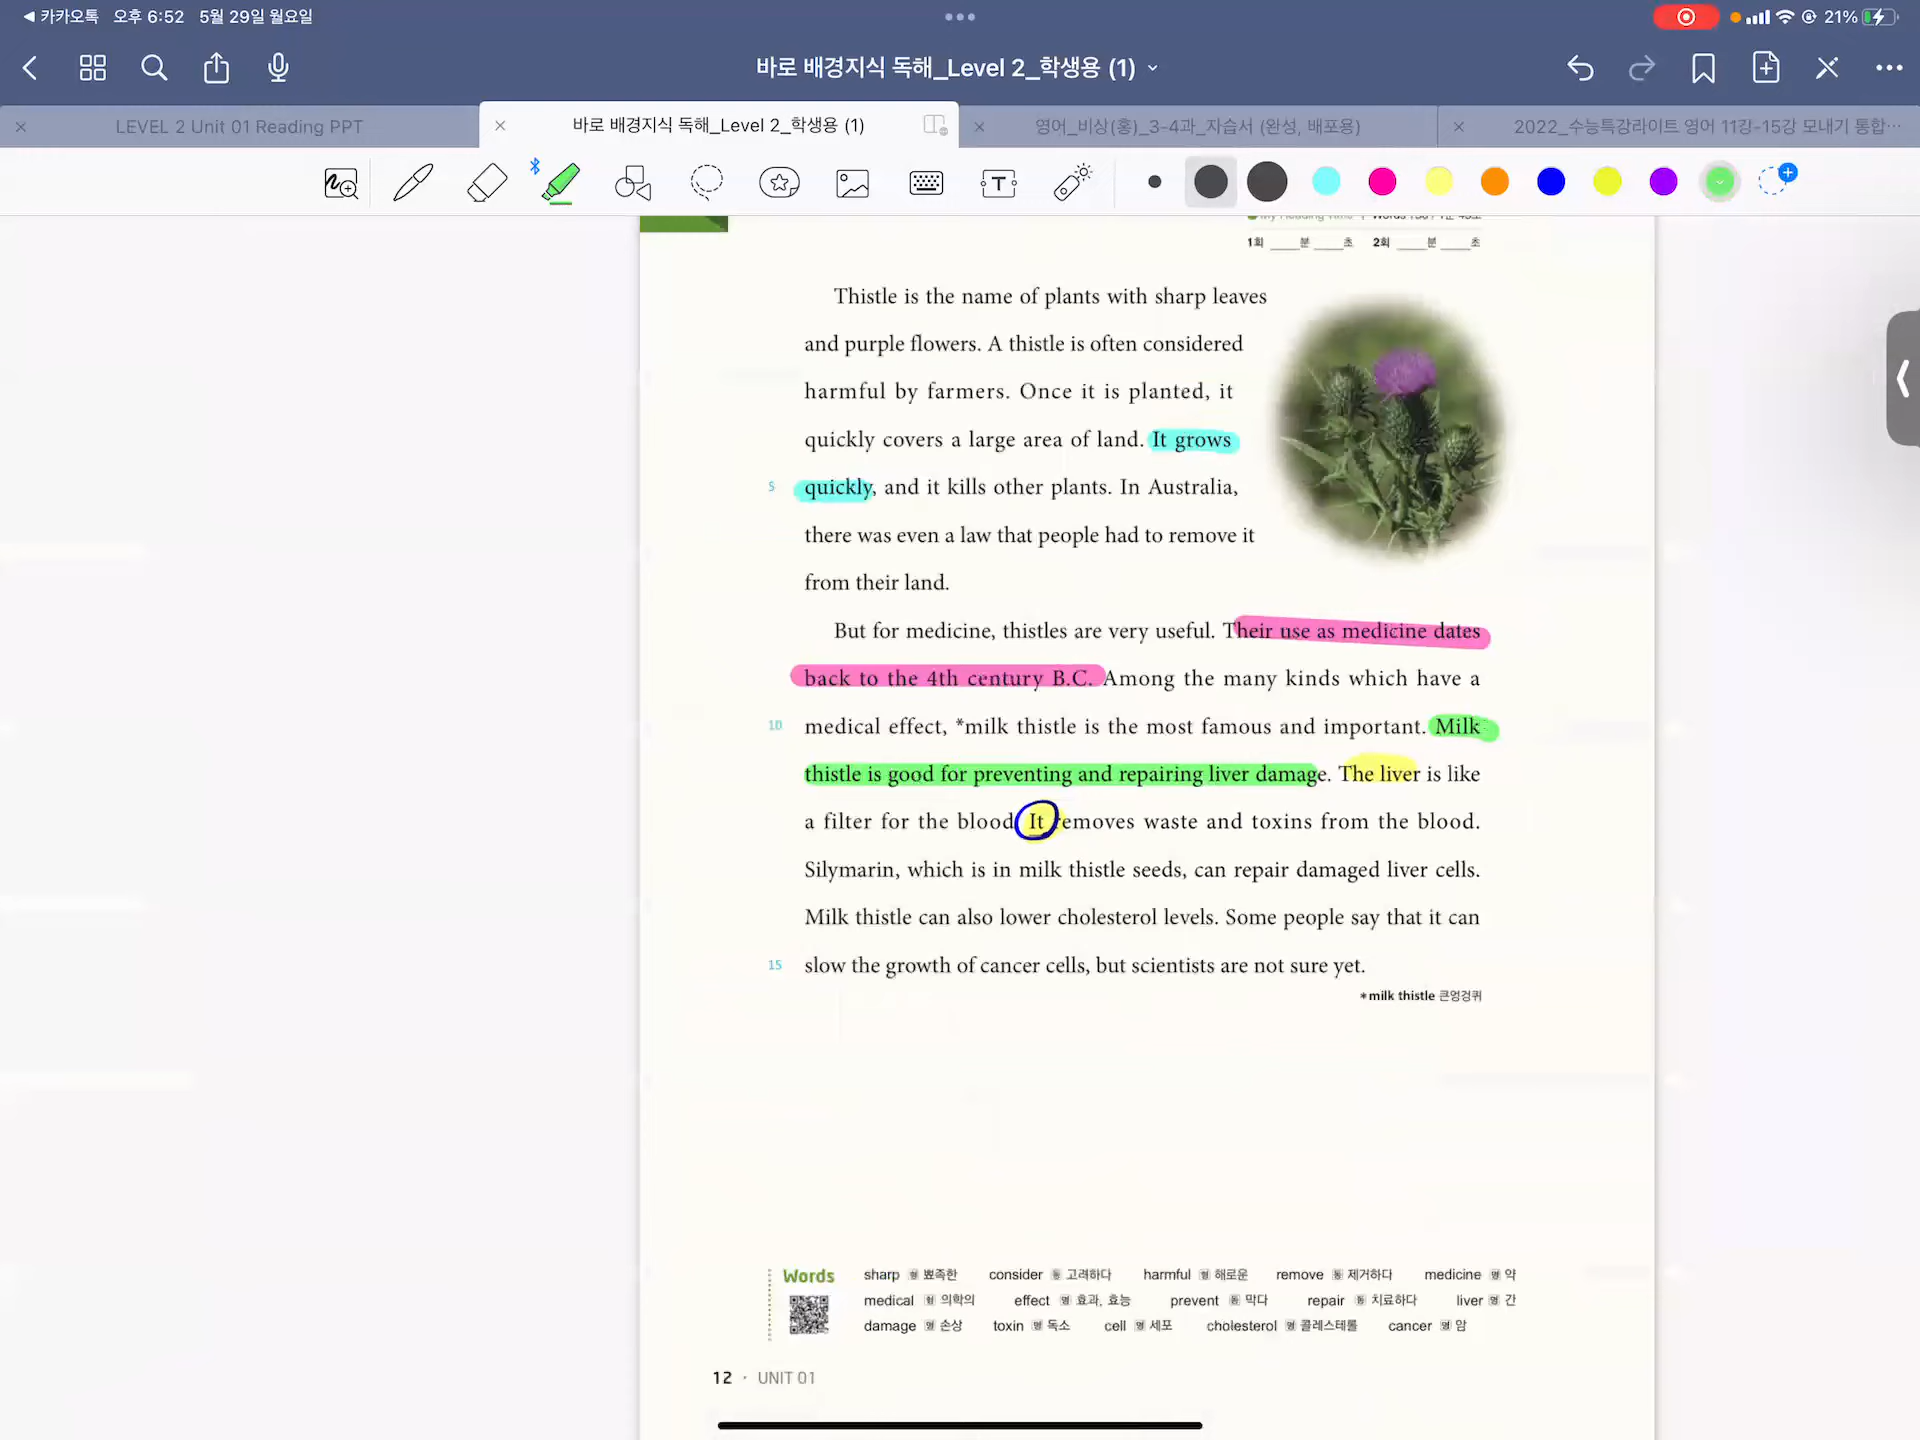 ◀ 카카오톡 오후 6:52 5월 29일 월요일
21%
바로 배경지식 독해_Level 2_학생용 (1)
LEVEL 2 Unit 01 Reading PPT
바로 배경지식 독해_Level 2_학생용 (1)
영어_비상(홍)_3-4과_자습서 (완성, 배포용)
2022_수능특강라이트 영어 11강-15강 모내기 통합…
1회 ____분 ____초 2회 ____분 ____초
Thistle is the name of plants with sharp leaves
and purple flowers. A thistle is often considered
harmful by farmers. Once it is planted, it
quickly covers a large area of land. It grows
5 quickly, and it kills other plants. In Australia,
there was even a law that people had to remove it
from their land.
But for medicine, thistles are very useful. Their use as medicine dates
back to the 4th century B.C. Among the many kinds which have a
10 medical effect, *milk thistle is the most famous and important. Milk
thistle is good for preventing and repairing liver damage. The liver is like
a filter for the blood. It removes waste and toxins from the blood.
Silymarin, which is in milk thistle seeds, can repair damaged liver cells.
Milk thistle can also lower cholesterol levels. Some people say that it can
15 slow the growth of cancer cells, but scientists are not sure yet.
*milk thistle 큰엉겅퀴
Words sharp 형 뾰족한 consider 동 고려하다 harmful 형 해로운 remove 동 제거하다 medicine 명 약
medical 형 의학의 effect 명 효과, 효능 prevent 동 막다 repair 동 치료하다 liver 명 간
damage 명 손상 toxin 명 독소 cell 명 세포 cholesterol 명 콜레스테롤 cancer 명 암
12 · UNIT 01